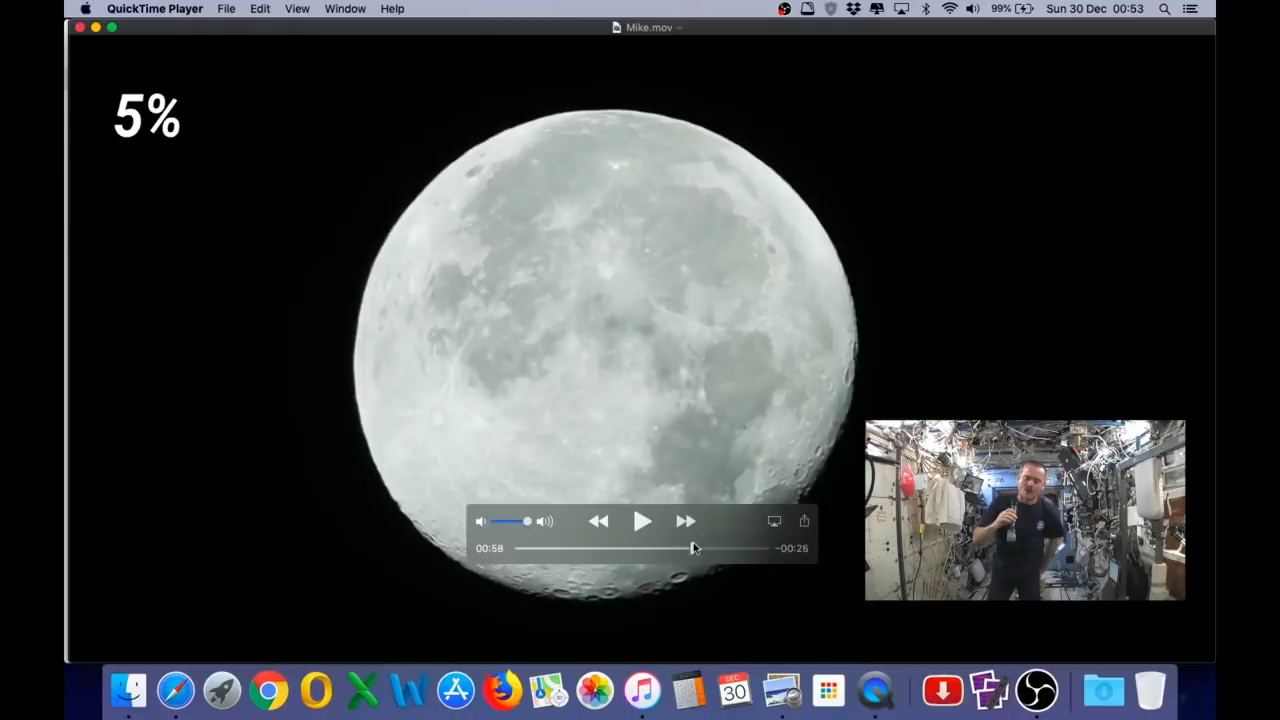 QuickTime Player File Edit View Window Help 99% Sun 30 Dec 00:53
Mike.mov
5%
00:58 -00:26
DEC
30